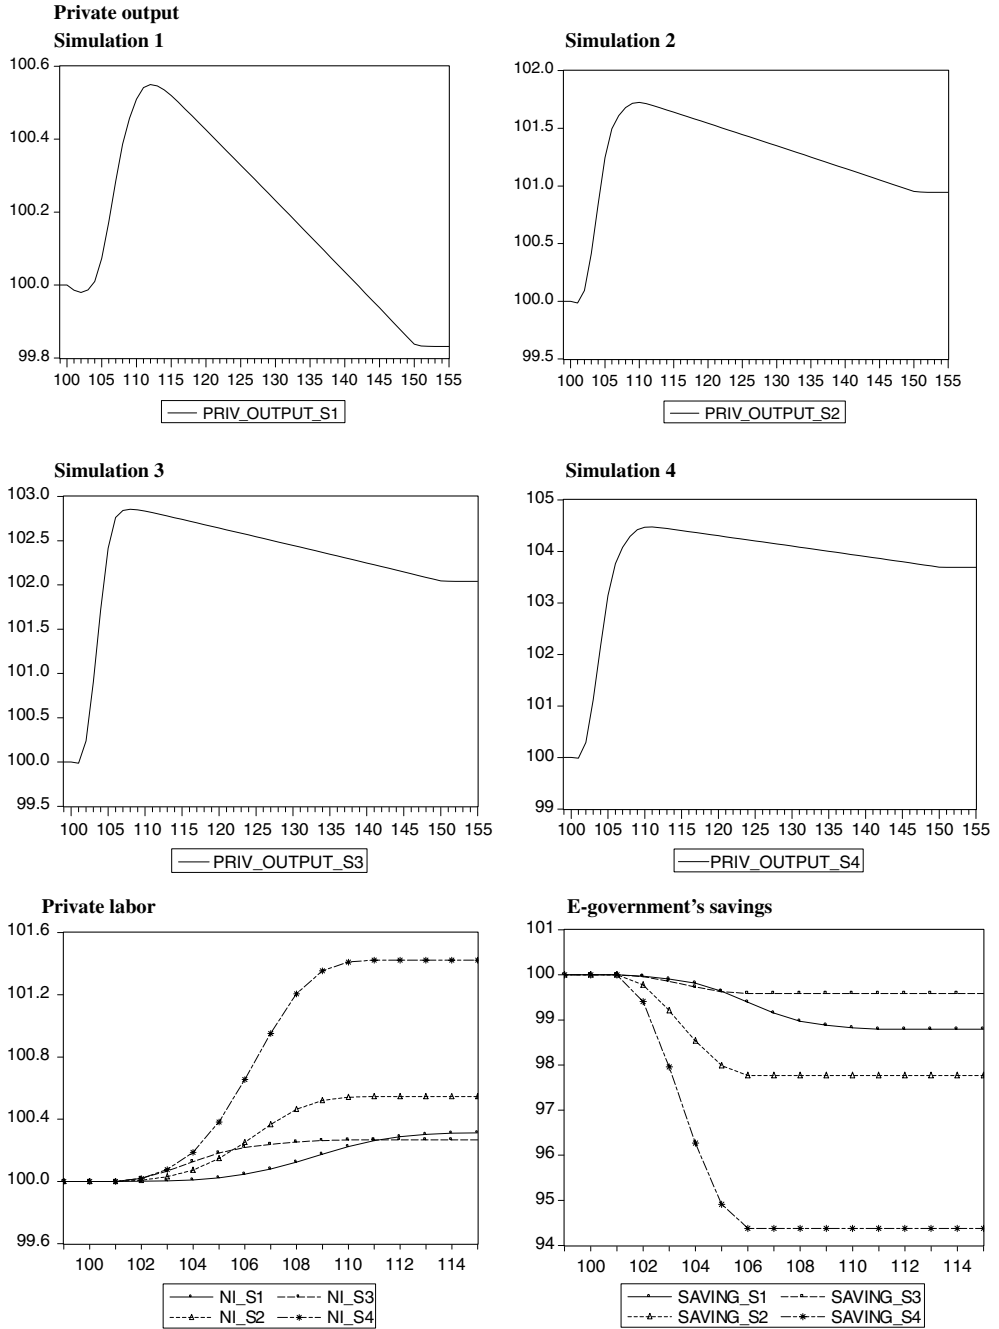 Private output
Simulation 1
Simulation 2
100.6
100.4
100.2
100.0
99.8
100 105 110 115 120 125 130 135 140 145 150 155
PRIV_OUTPUT_S1
102.0
101.5
101.0
100.5
100.0
99.5
100 105 110 115 120 125 130 135 140 145 150 155
PRIV_OUTPUT_S2
Simulation 3
Simulation 4
103.0
102.5
102.0
101.5
101.0
100.5
100.0
99.5
100 105 110 115 120 125 130 135 140 145 150 155
PRIV_OUTPUT_S3
105
104
103
102
101
100
99
100 105 110 115 120 125 130 135 140 145 150 155
PRIV_OUTPUT_S4
Private labor
E-government's savings
101.6
101.2
100.8
100.4
100.0
99.6
100 102 104 106 108 110 112 114
NI_S1 NI_S3
NI_S2 NI_S4
101
100
99
98
97
96
95
94
100 102 104 106 108 110 112 114
SAVING_S1 SAVING_S3
SAVING_S2 SAVING_S4